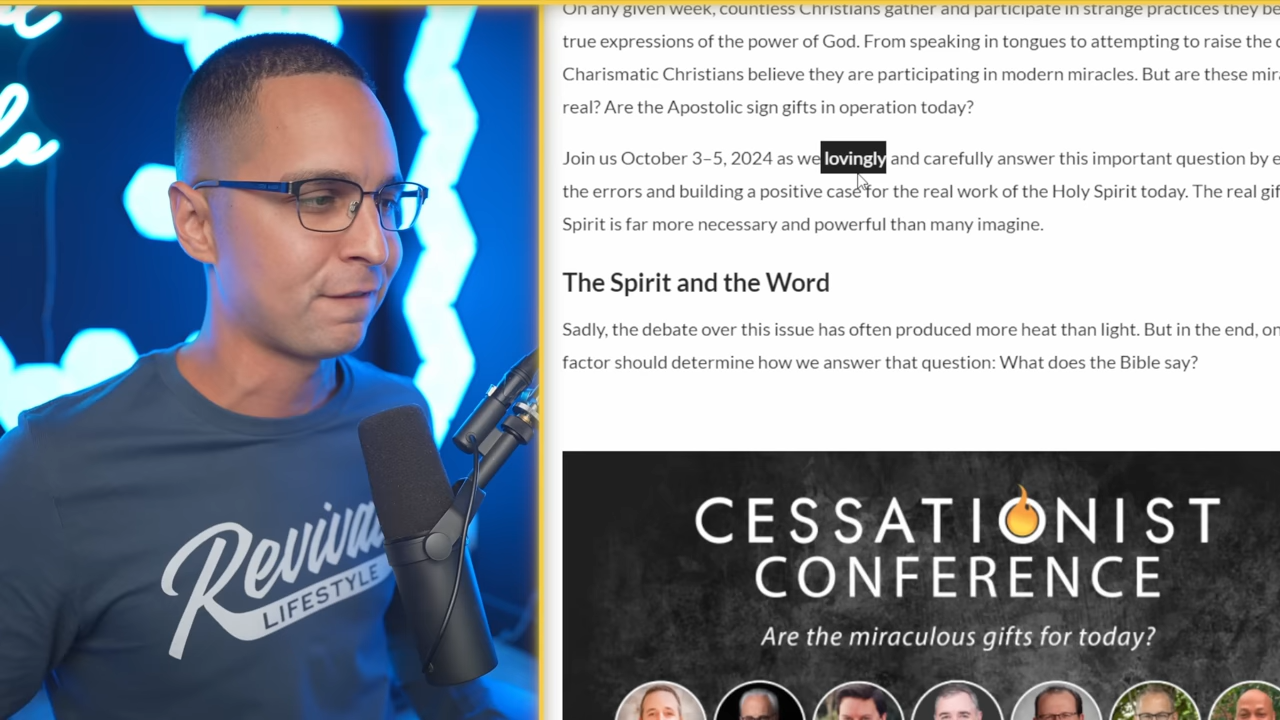 Revival
LIFESTYLE
On any given week, countless Christians gather and participate in strange practices they be
true expressions of the power of God. From speaking in tongues to attempting to raise the
Charismatic Christians believe they are participating in modern miracles. But are these mir
real? Are the Apostolic sign gifts in operation today?
Join us October 3–5, 2024 as we lovingly and carefully answer this important question by e
the errors and building a positive case for the real work of the Holy Spirit today. The real gif
Spirit is far more necessary and powerful than many imagine.
The Spirit and the Word
Sadly, the debate over this issue has often produced more heat than light. But in the end, on
factor should determine how we answer that question: What does the Bible say?
CESSATIONIST
CONFERENCE
Are the miraculous gifts for today?